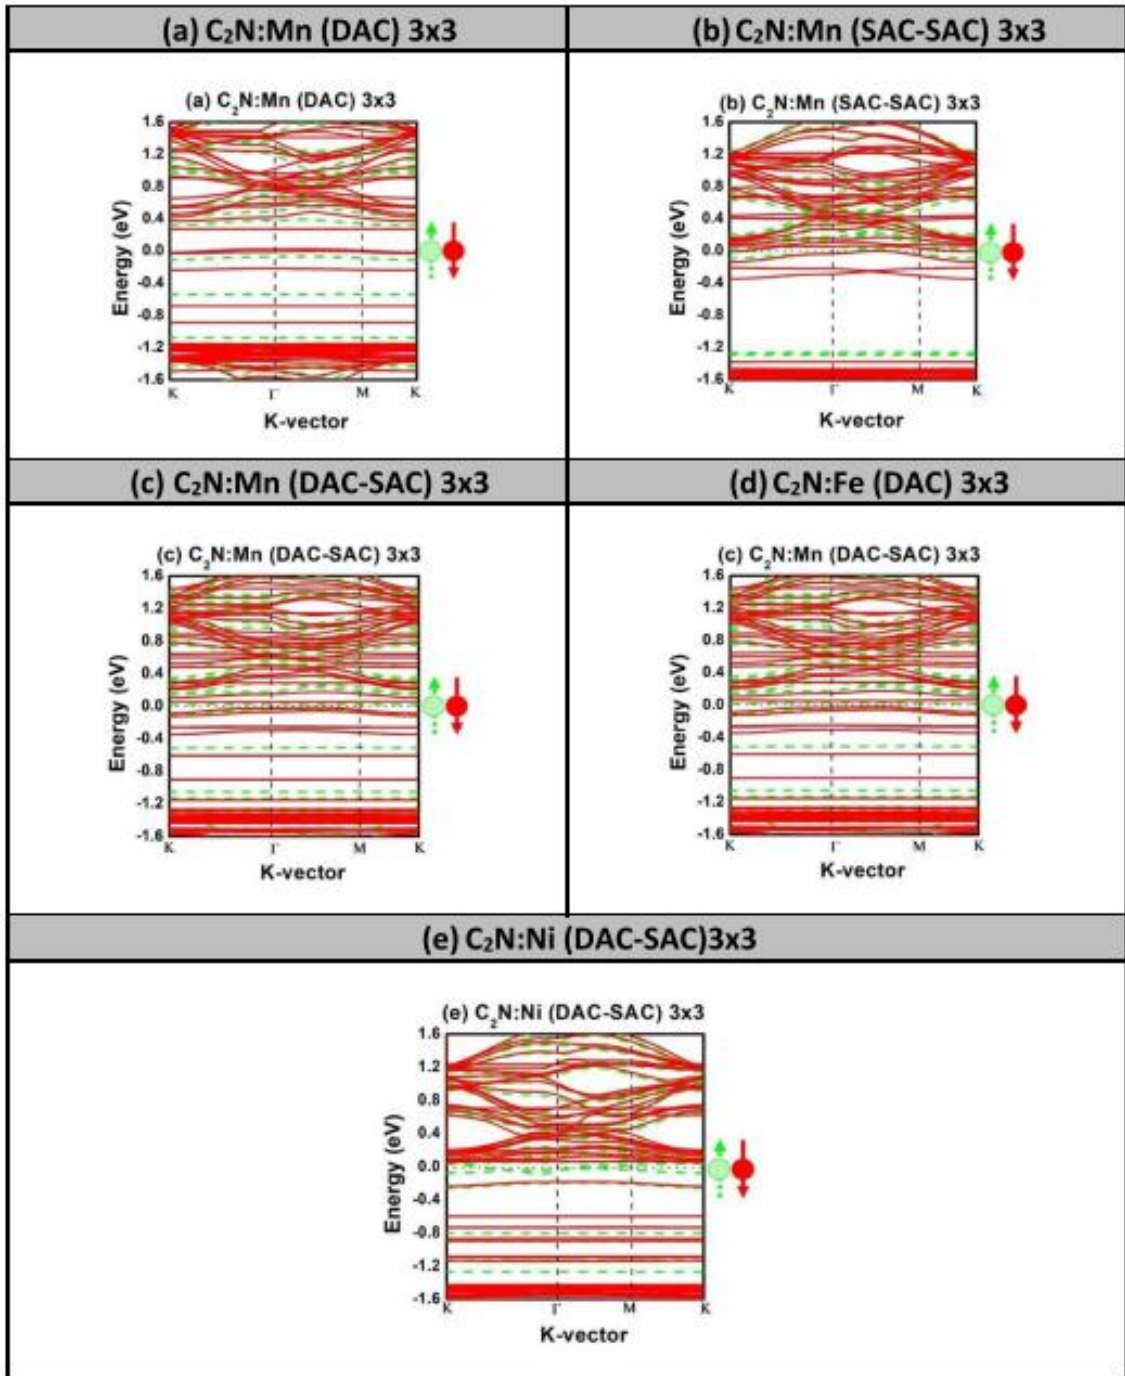 (a) C₂N:Mn (DAC) 3x3
(b) C₂N:Mn (SAC-SAC) 3x3
(a) C₂N:Mn (DAC) 3x3
1.6
1.2
0.8
0.4
0.0
-0.4
-0.8
-1.2
-1.6
Energy (eV)
K Γ M K
K-vector
(b) C₂N:Mn (SAC-SAC) 3x3
1.6
1.2
0.8
0.4
0.0
-0.4
-0.8
-1.2
-1.6
Energy (eV)
K Γ M K
K-vector
(c) C₂N:Mn (DAC-SAC) 3x3
(d) C₂N:Fe (DAC) 3x3
(c) C₂N:Mn (DAC-SAC) 3x3
1.6
1.2
0.8
0.4
0.0
-0.4
-0.8
-1.2
-1.6
Energy (eV)
K Γ M K
K-vector
(c) C₂N:Mn (DAC-SAC) 3x3
1.6
1.2
0.8
0.4
0.0
-0.4
-0.8
-1.2
-1.6
Energy (eV)
K Γ M K
K-vector
(e) C₂N:Ni (DAC-SAC)3x3
(e) C₂N:Ni (DAC-SAC) 3x3
1.6
1.2
0.8
0.4
0.0
-0.4
-0.8
-1.2
-1.6
Energy (eV)
K Γ M K
K-vector